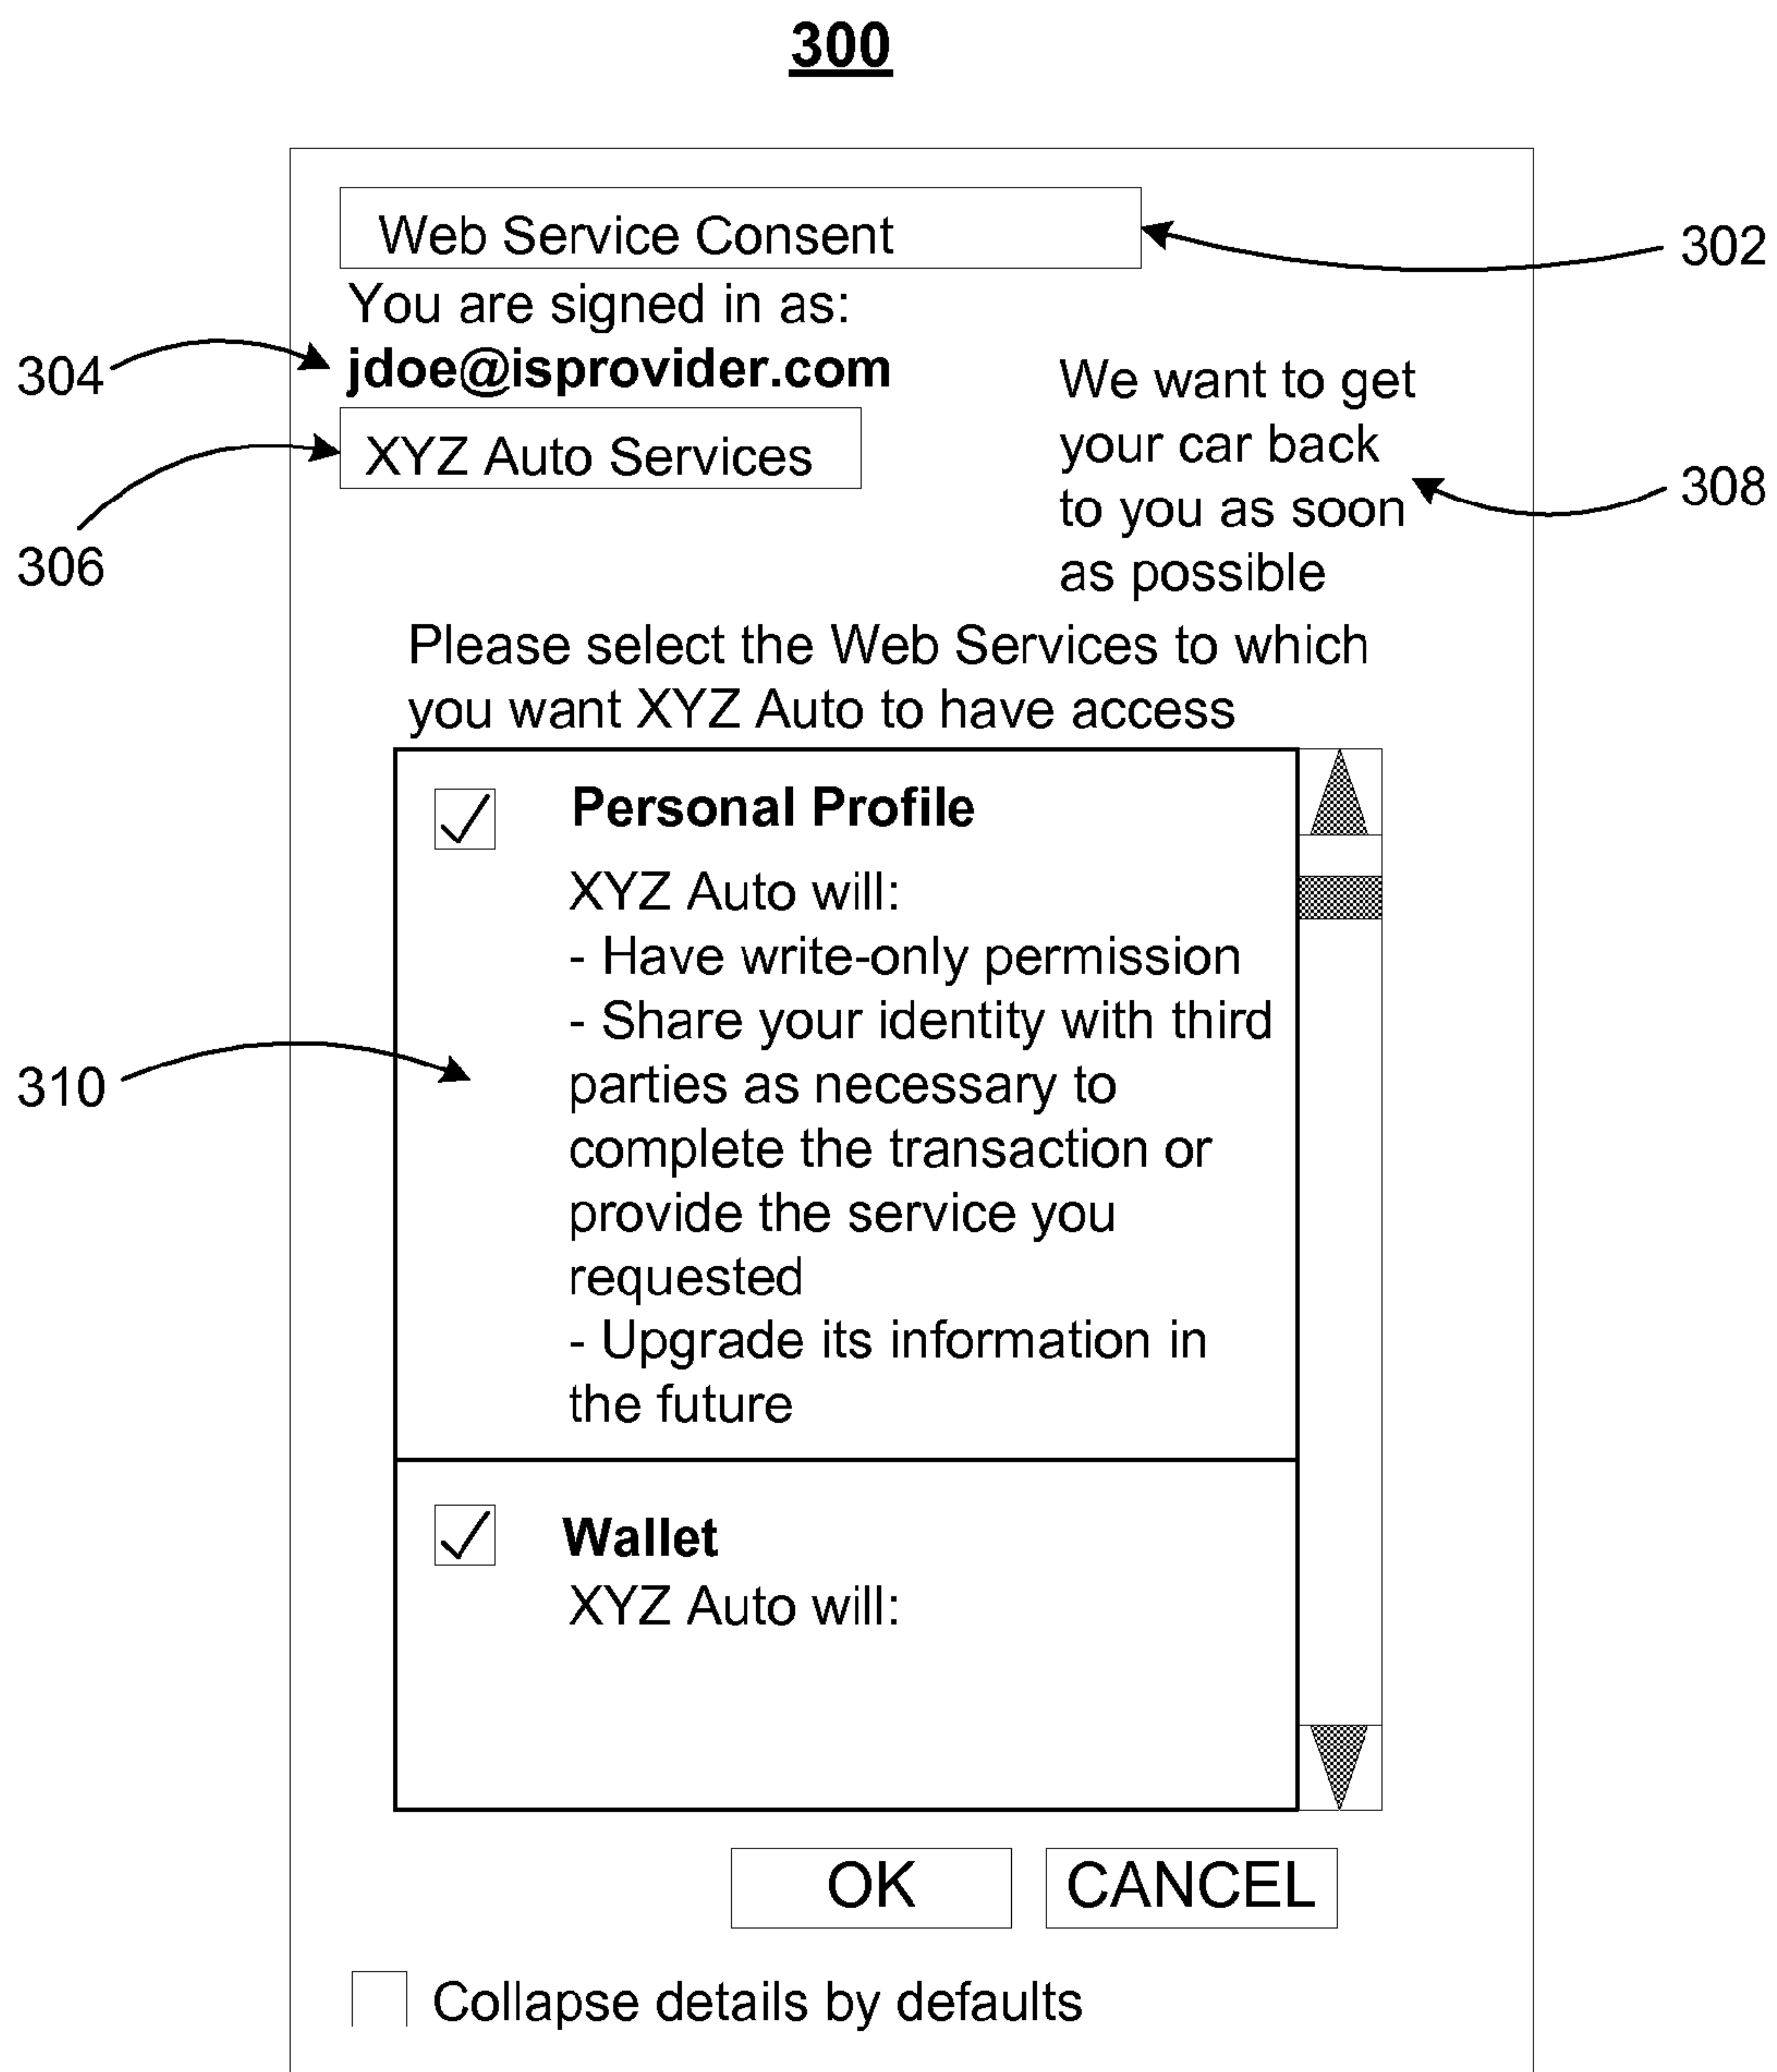 300
Web Service Consent
302
You are signed in as:
304
jdoe@isprovider.com
XYZ Auto Services
306
We want to get
your car back
to you as soon
as possible
308
Please select the Web Services to which
you want XYZ Auto to have access
Personal Profile
XYZ Auto will:
- Have write-only permission
- Share your identity with third
parties as necessary to
complete the transaction or
provide the service you
requested
- Upgrade its information in
the future
310
Wallet
XYZ Auto will:
OK
CANCEL
Collapse details by defaults